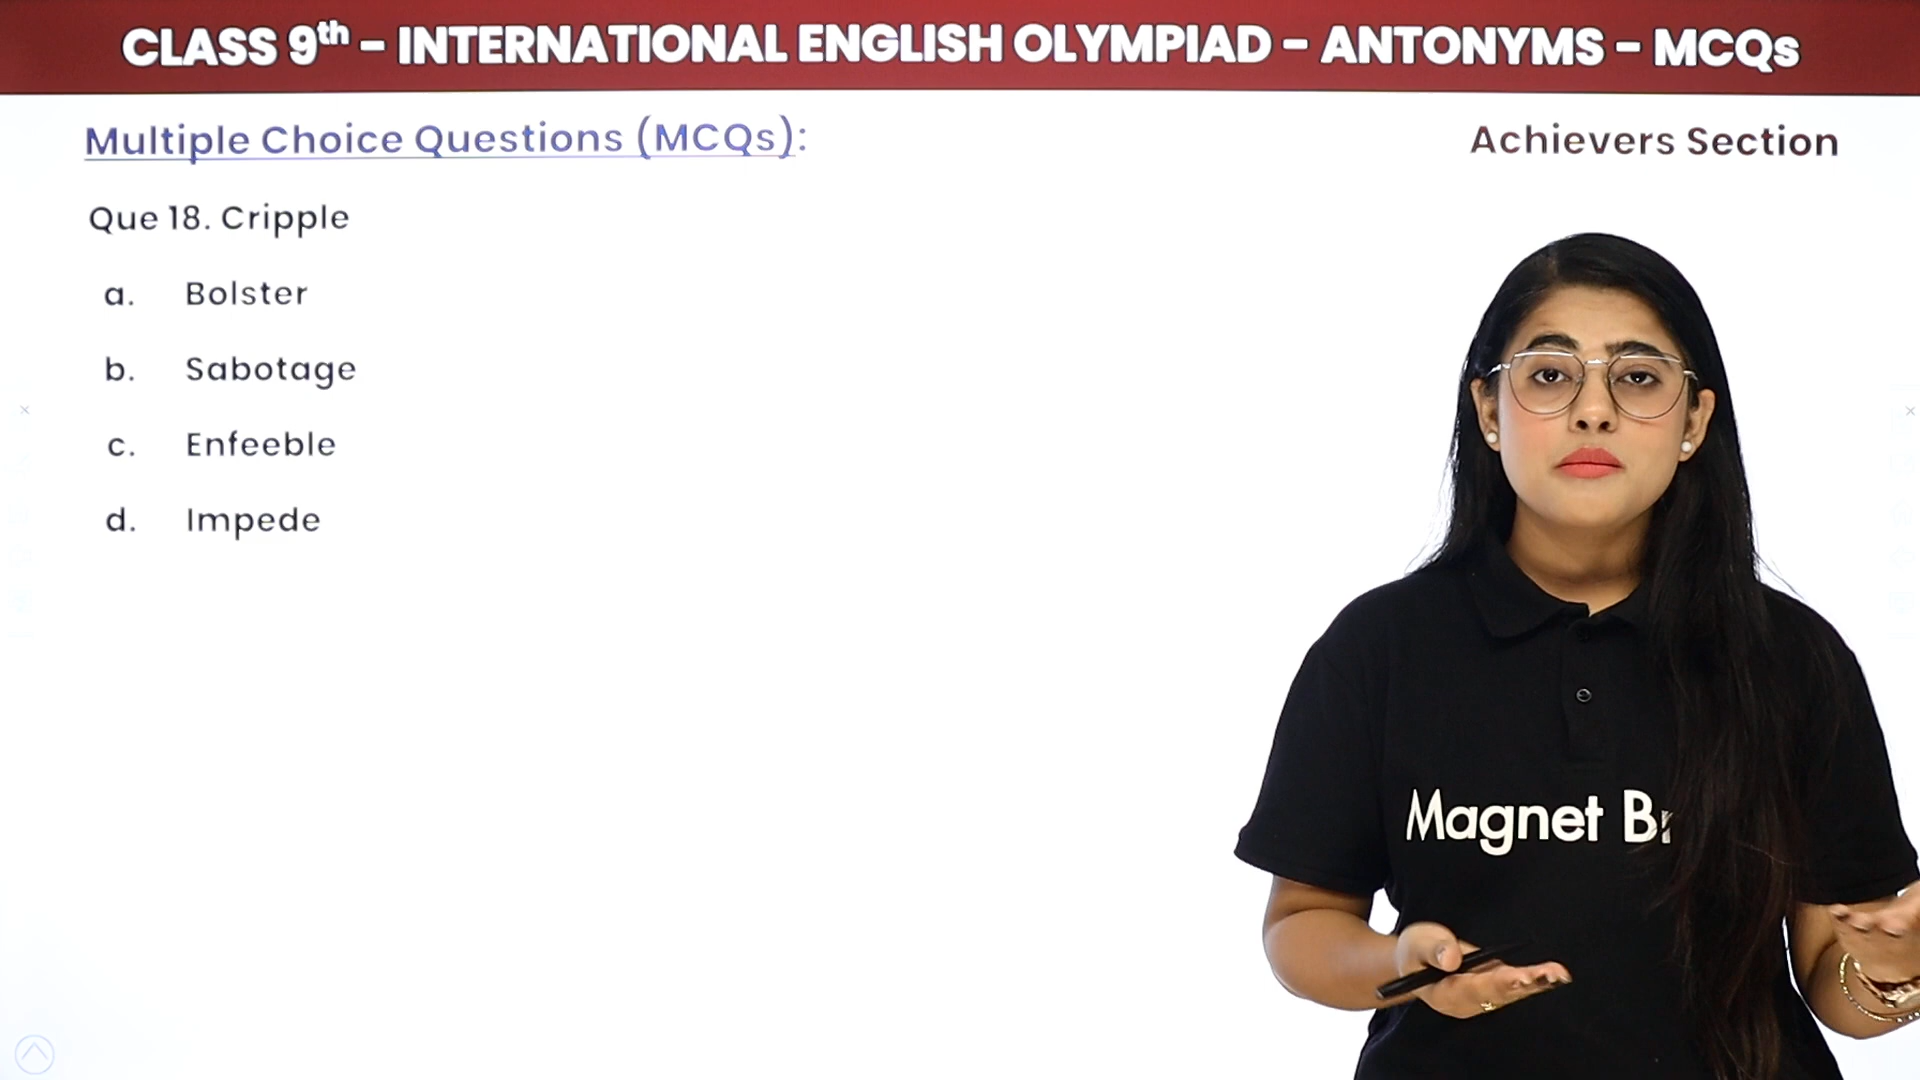 CLASS 9th - INTERNATIONAL ENGLISH OLYMPIAD - ANTONYMS - MCQs
Multiple Choice Questions (MCQs):
Achievers Section
Que 18. Cripple
a. Bolster
b. Sabotage
c. Enfeeble
d. Impede
Magnet